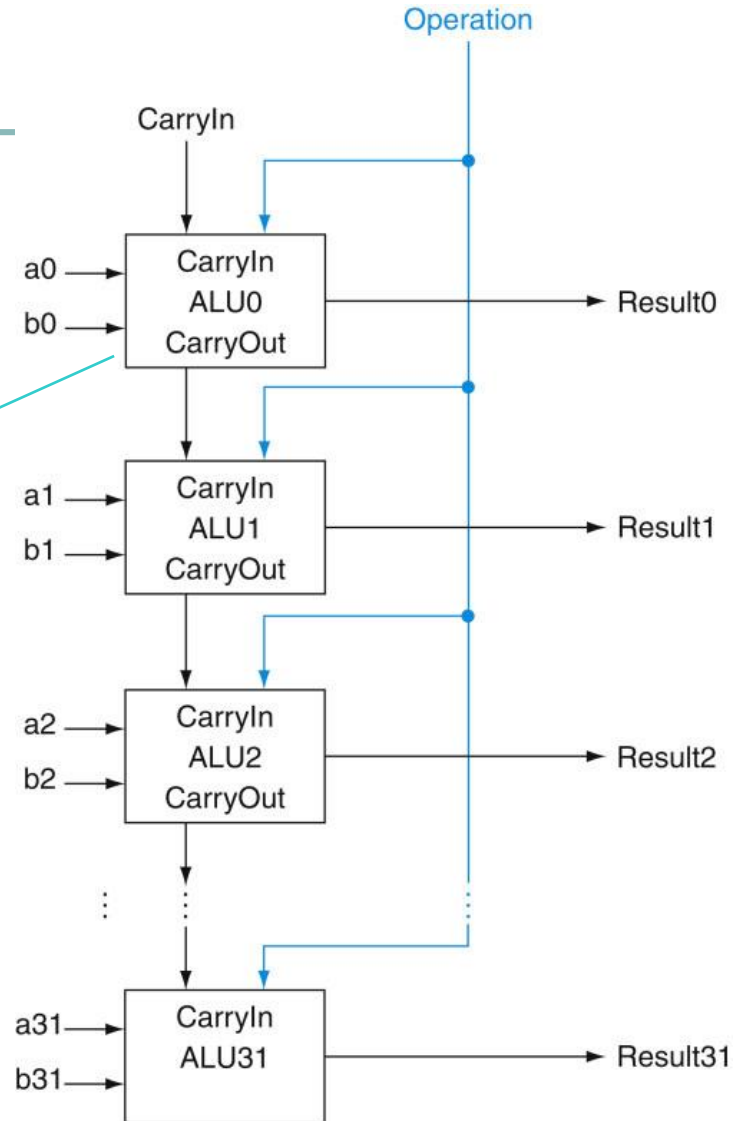 Operation
CarryIn
a0
b0
CarryIn
ALU0
CarryOut
Result0
a1
b1
CarryIn
ALU1
CarryOut
Result1
a2
b2
CarryIn
ALU2
CarryOut
Result2
⋮ ⋮ ⋮
a31
b31
CarryIn
ALU31
Result31